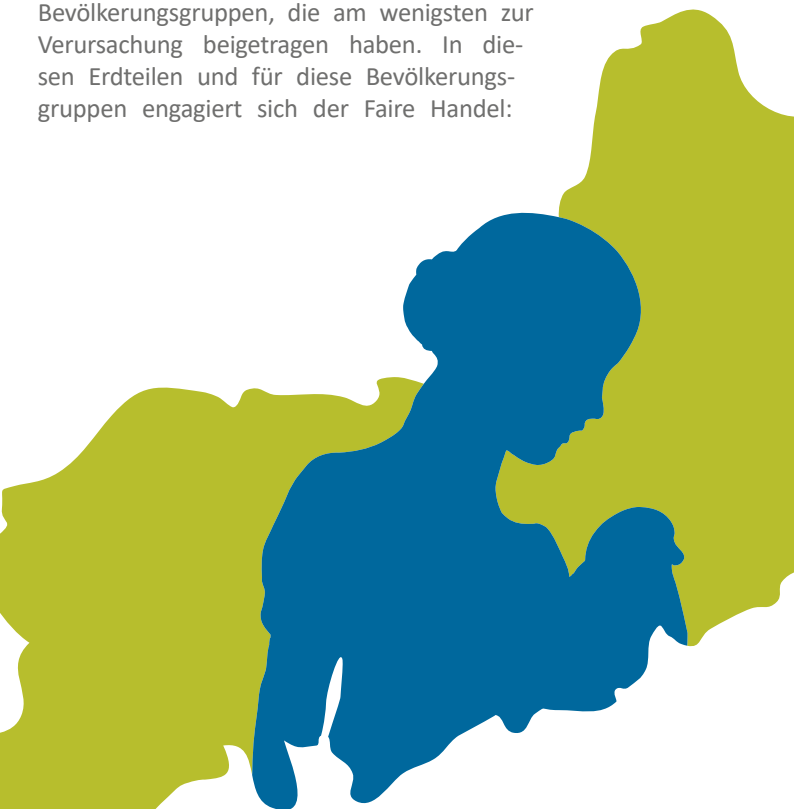 Bevölkerungsgruppen, die am wenigsten zur
Verursachung beigetragen haben. In die-
sen Erdteilen und für diese Bevölkerungs-
gruppen engagiert sich der Faire Handel: